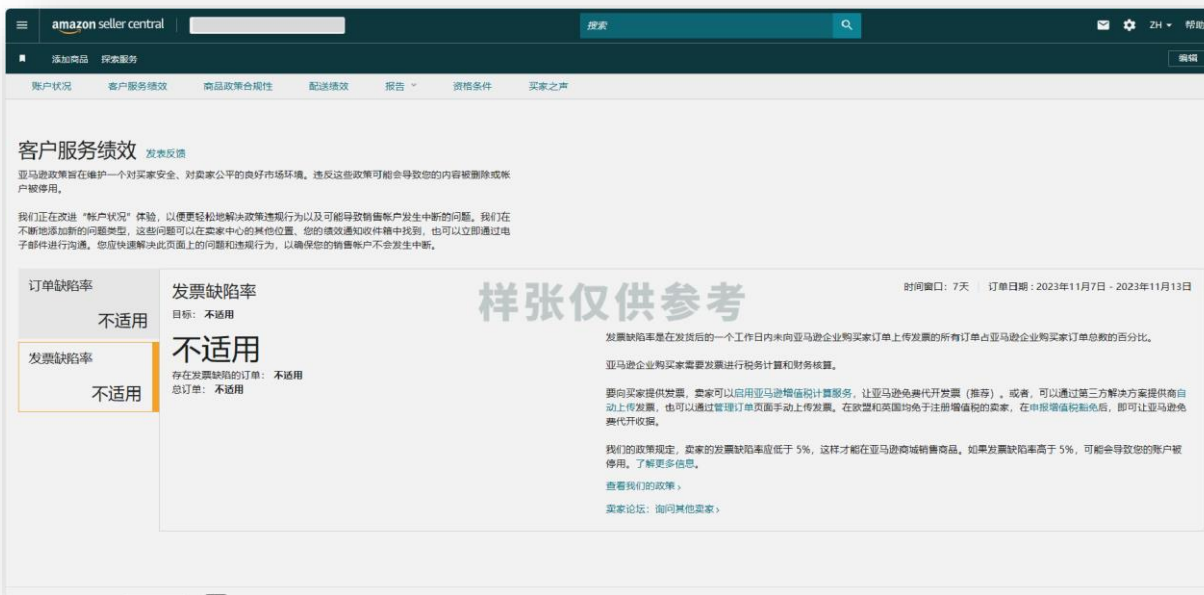 amazon seller central
搜索
ZH
帮助
添加商品 探索服务
编辑
账户状况 客户服务绩效 商品政策合规性 配送绩效 报告 资格条件 买家之声
客户服务绩效 发表反馈
亚马逊政策旨在维护一个对买家安全、对卖家公平的良好市场环境。违反这些政策可能会导致您的内容被删除或帐
户被停用。
我们正在改进“帐户状况”体验，以便更轻松地解决政策违规行为以及可能导致销售帐户发生中断的问题。我们在
不断地添加新的问题类型，这些问题可以在卖家中心的其他位置、您的绩效通知收件箱中找到，也可以立即通过电
子邮件进行沟通。您应快速解决此页面上的问题和违规行为，以确保您的销售帐户不会发生中断。
订单缺陷率
不适用
发票缺陷率
不适用
发票缺陷率
目标： 不适用
不适用
存在发票缺陷的订单： 不适用
总订单： 不适用
样张仅供参考
时间窗口：7天 订单日期：2023年11月7日 - 2023年11月13日
发票缺陷率是在发货后的一个工作日内未向亚马逊企业购买家订单上传发票的所有订单占亚马逊企业购买家订单总数的百分比。
亚马逊企业购买家需要发票进行税务计算和财务核算。
要向买家提供发票，卖家可以启用亚马逊增值税计算服务，让亚马逊免费代开发票（推荐）。或者，可以通过第三方解决方案提供商自
动上传发票，也可以通过管理订单页面手动上传发票。在欧盟和英国均免于注册增值税的卖家，在申报增值税豁免后，即可让亚马逊免
费代开收据。
我们的政策规定，卖家的发票缺陷率应低于 5%，这样才能在亚马逊商城销售商品。如果发票缺陷率高于 5%，可能会导致您的账户被
停用。了解更多信息。
查看我们的政策 ›
卖家论坛：询问其他卖家 ›